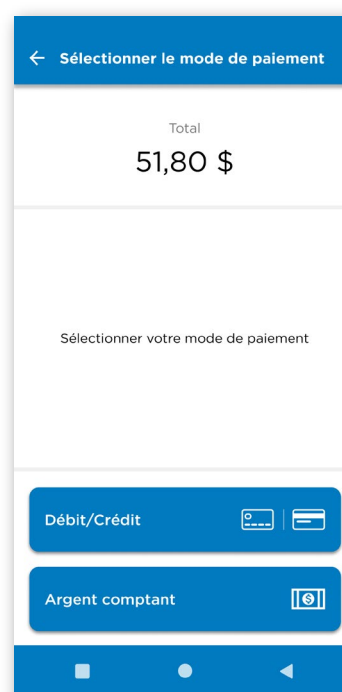 Sélectionner le mode de paiement
Total
51,80 $
Sélectionner votre mode de paiement
Débit/Crédit
Argent comptant